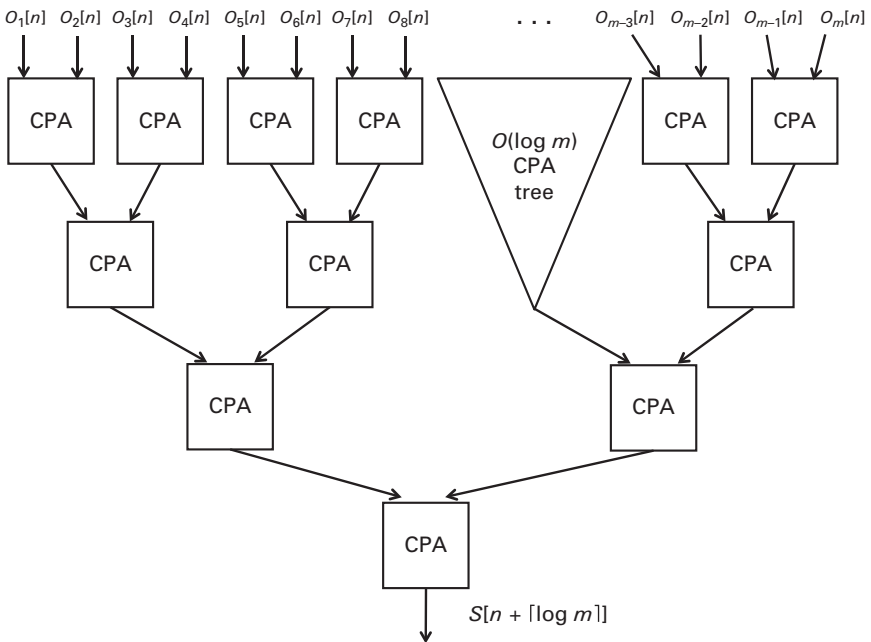 O₁[n] O₂[n] O₃[n] O₄[n] O₅[n] O₆[n] O₇[n] O₈[n] . . . Oₘ₋₃[n] Oₘ₋₂[n] Oₘ₋₁[n] Oₘ[n]
CPA CPA CPA CPA CPA CPA
O(log m)
CPA
tree
CPA CPA CPA
CPA CPA
CPA
S[n + ⌈log m⌉]